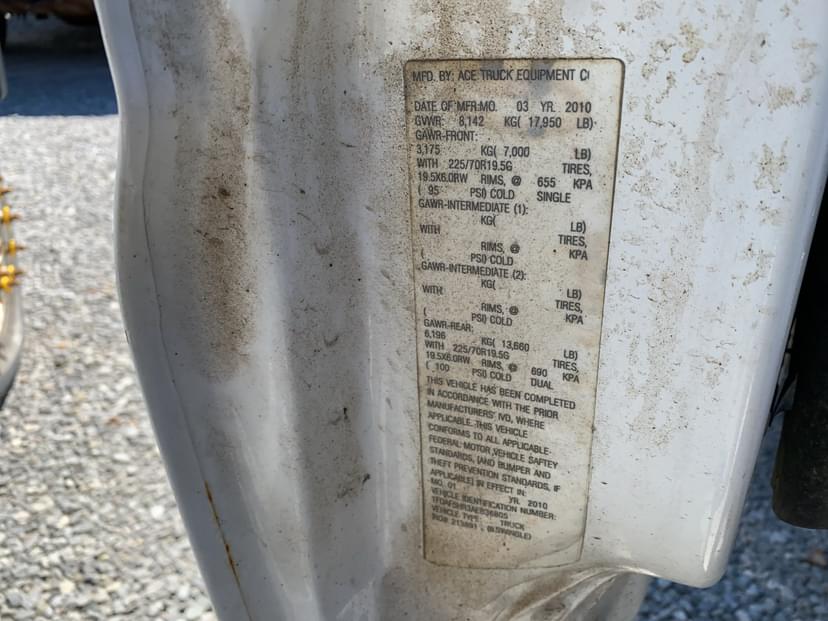 MFD. BY: ACE TRUCK EQUIPMENT C
DATE OF MFR:MO. 03 YR. 2010
GVWR: 8,142 KG( 17,950 LB)
GAWR-FRONT:
3,175 KG( 7,000 LB)
WITH 225/70R19.5G TIRES,
19.5X6.0RW RIMS, @ 655 KPA
( 95 PSI) COLD SINGLE
GAWR-INTERMEDIATE (1):
KG( LB)
WITH TIRES,
RIMS, @ KPA
( PSI) COLD
GAWR-INTERMEDIATE (2):
KG( LB)
WITH TIRES,
RIMS, @ KPA
( PSI) COLD
GAWR-REAR:
6,196 KG( 13,660 LB)
WITH 225/70R19.5G TIRES,
19.5X6.0RW RIMS, @ 690 KPA
( 100 PSI) COLD DUAL
THIS VEHICLE HAS BEEN COMPLETED
IN ACCORDANCE WITH THE PRIOR
MANUFACTURERS' IVD, WHERE
APPLICABLE. THIS VEHICLE
CONFORMS TO ALL APPLICABLE
FEDERAL MOTOR VEHICLE SAFTEY
STANDARDS, [AND BUMPER AND
THEFT PREVENTION STANDARDS, IF
APPLICABLE] IN EFFECT IN:
MO. 01 YR. 2010
VEHICLE IDENTIFICATION NUMBER:
VEHICLE TYPE: TRUCK